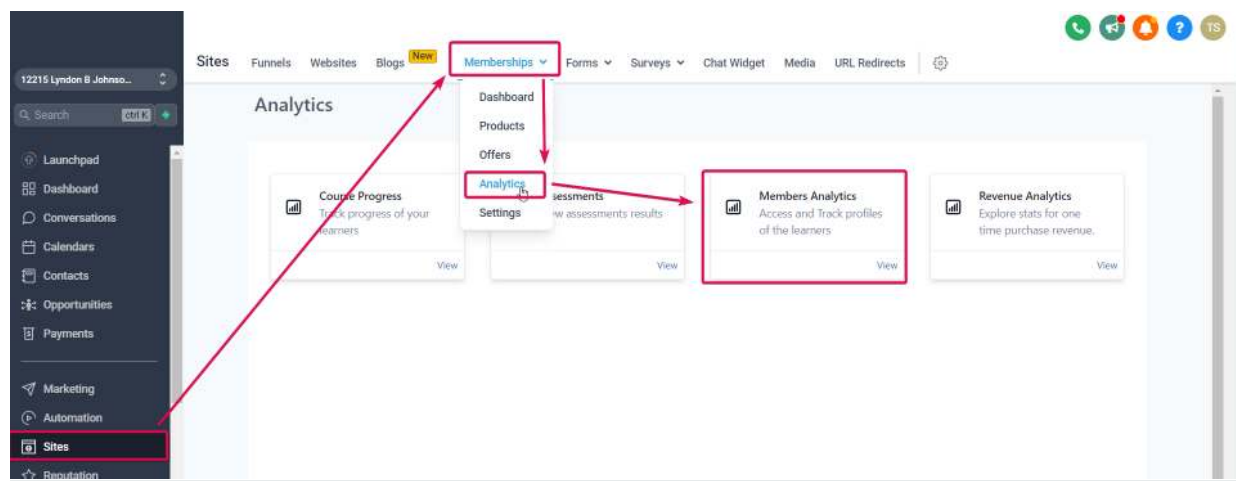 TS
Sites Funnels Websites Blogs New Memberships Forms Surveys Chat Widget Media URL Redirects
12215 Lyndon B Johnso...
Search ctrl K
Launchpad
Dashboard
Conversations
Calendars
Contacts
Opportunities
Payments
Marketing
Automation
Sites
Reputation
Analytics
Dashboard
Products
Offers
Analytics
Settings
Course Progress
Track progress of your
learners
View
sessments
w assessments results
View
Members Analytics
Access and Track profiles
of the learners
View
Revenue Analytics
Explore stats for one
time purchase revenue.
View